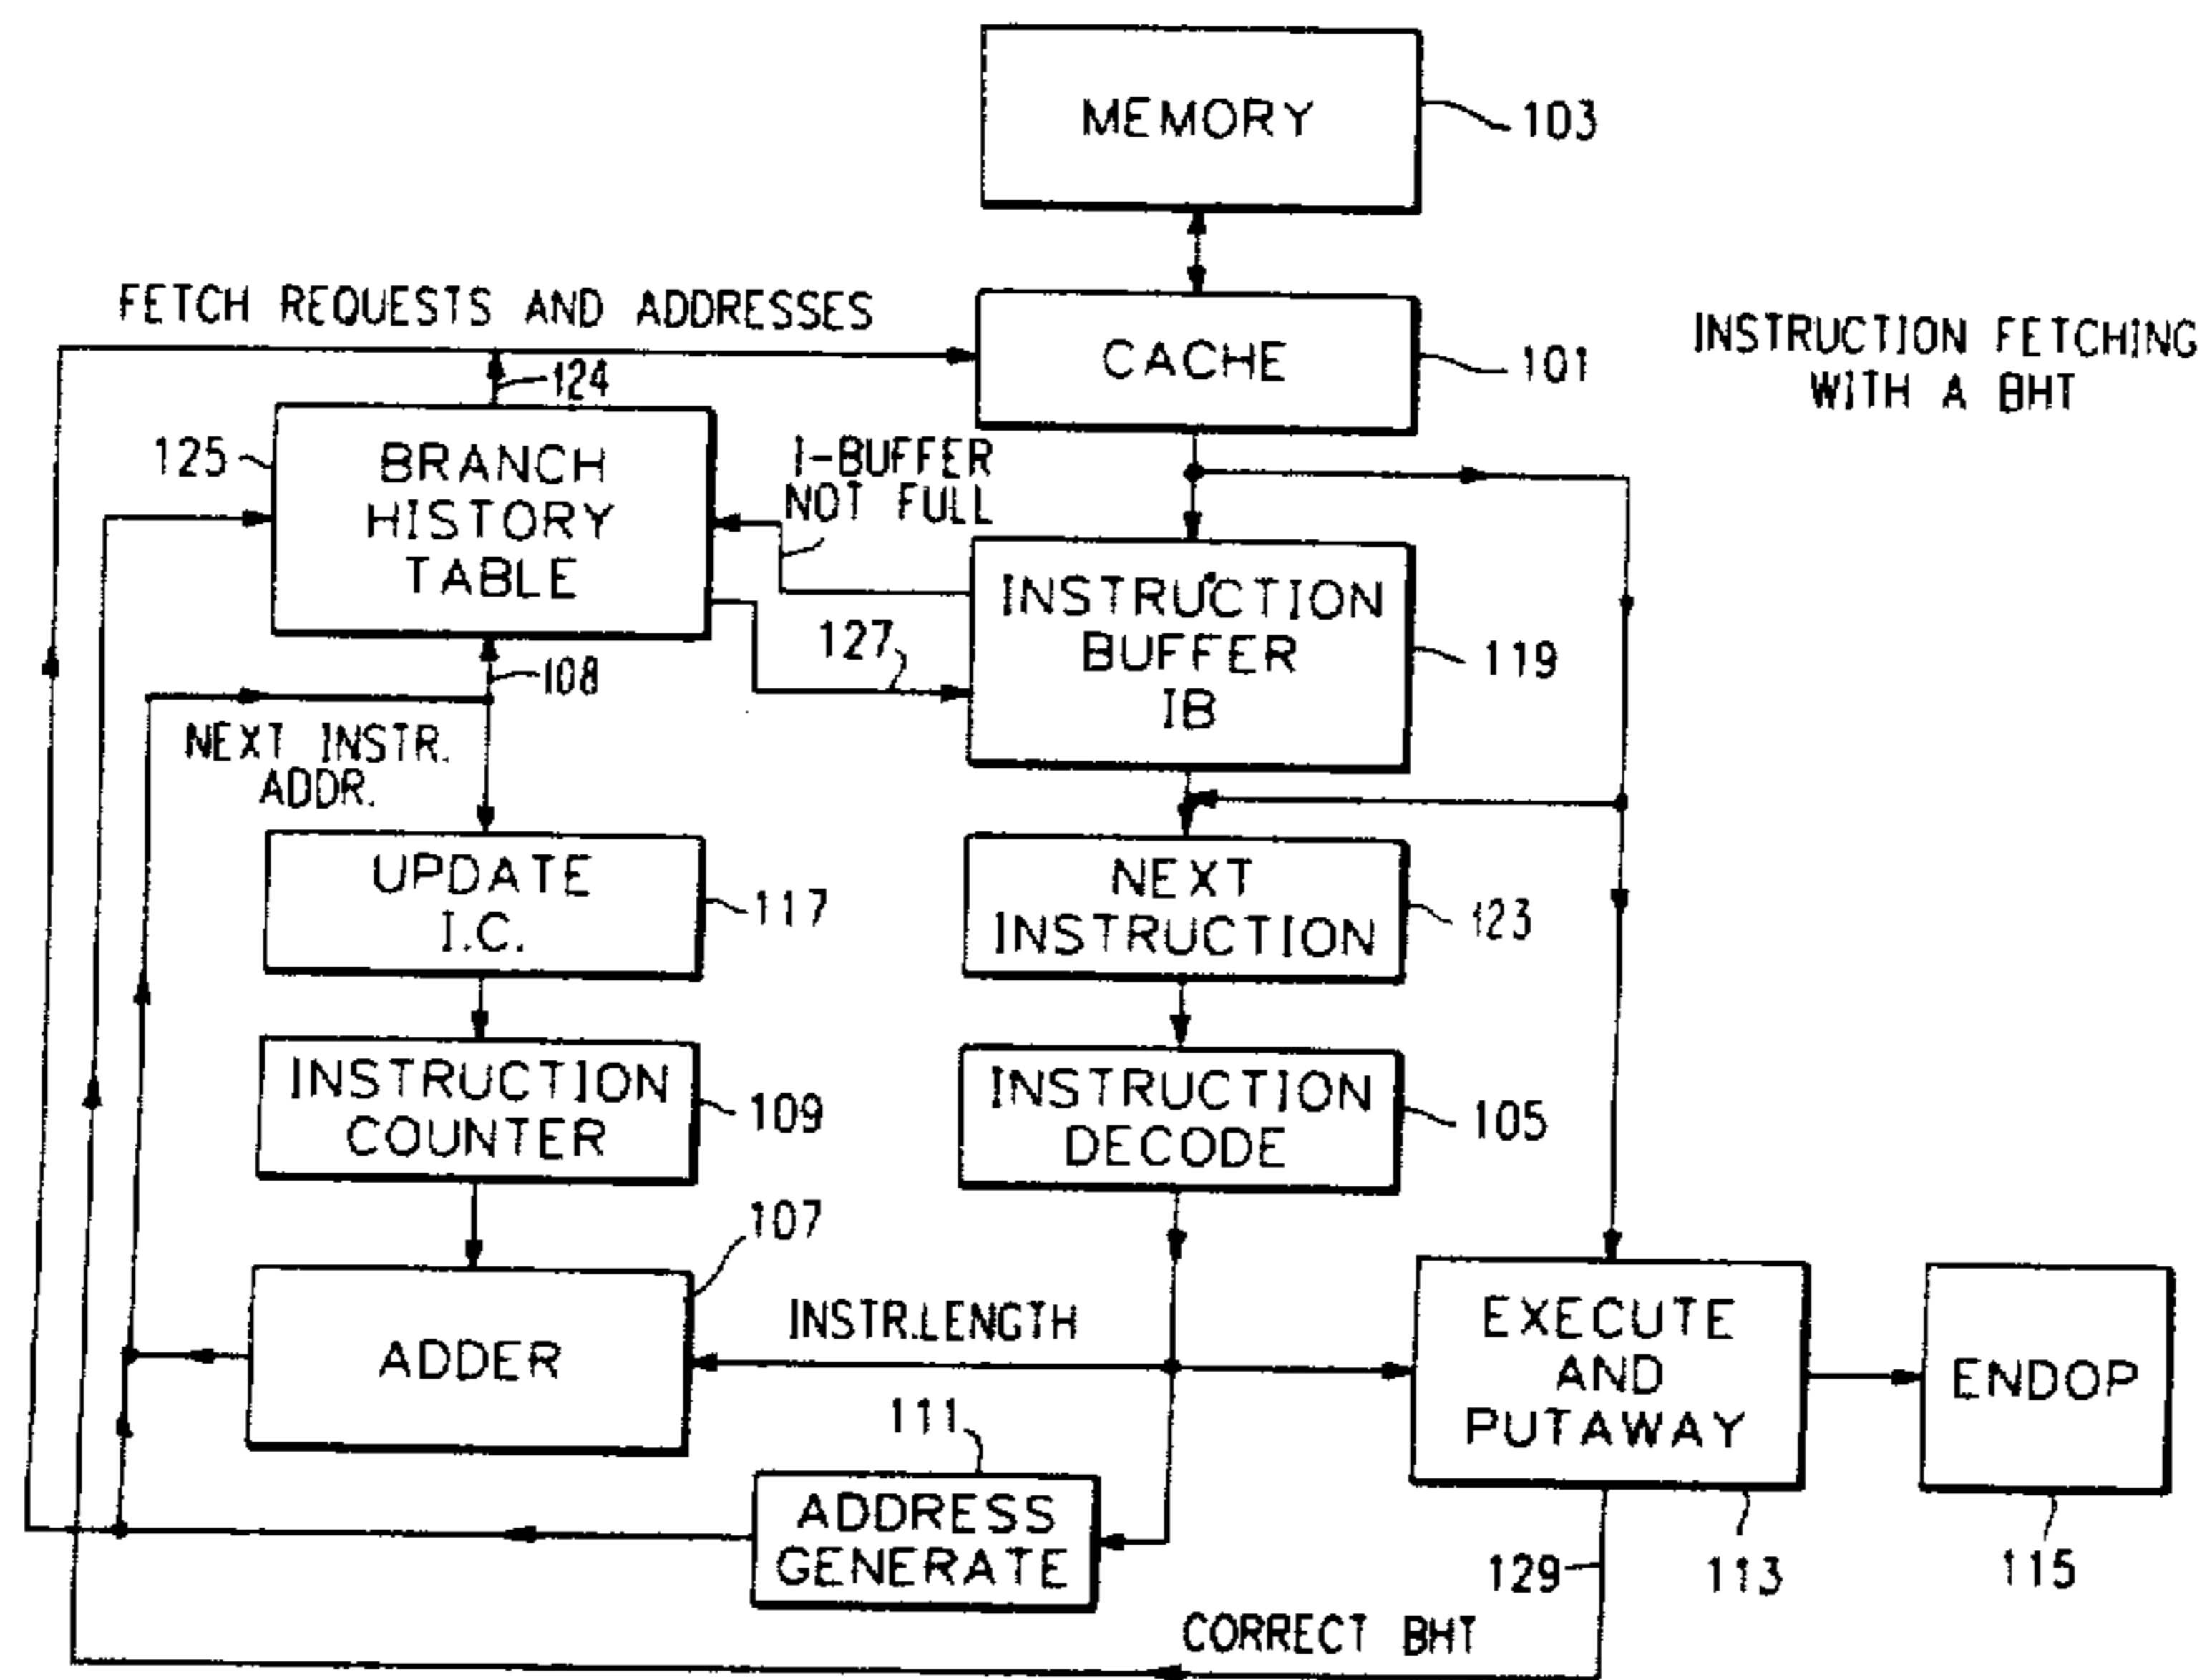 MEMORY
103
FETCH REQUESTS AND ADDRESSES
CACHE
101
INSTRUCTION FETCHING
WITH A BHT
124
125
BRANCH
HISTORY
TABLE
I-BUFFER
NOT FULL
INSTRUCTION
BUFFER
IB
119
127
108
NEXT INSTR.
ADDR.
UPDATE
I.C.
117
NEXT
INSTRUCTION
123
INSTRUCTION
COUNTER
109
INSTRUCTION
DECODE
105
107
ADDER
INSTR.LENGTH
EXECUTE
AND
PUTAWAY
ENDOP
111
ADDRESS
GENERATE
129
113
115
CORRECT BHT